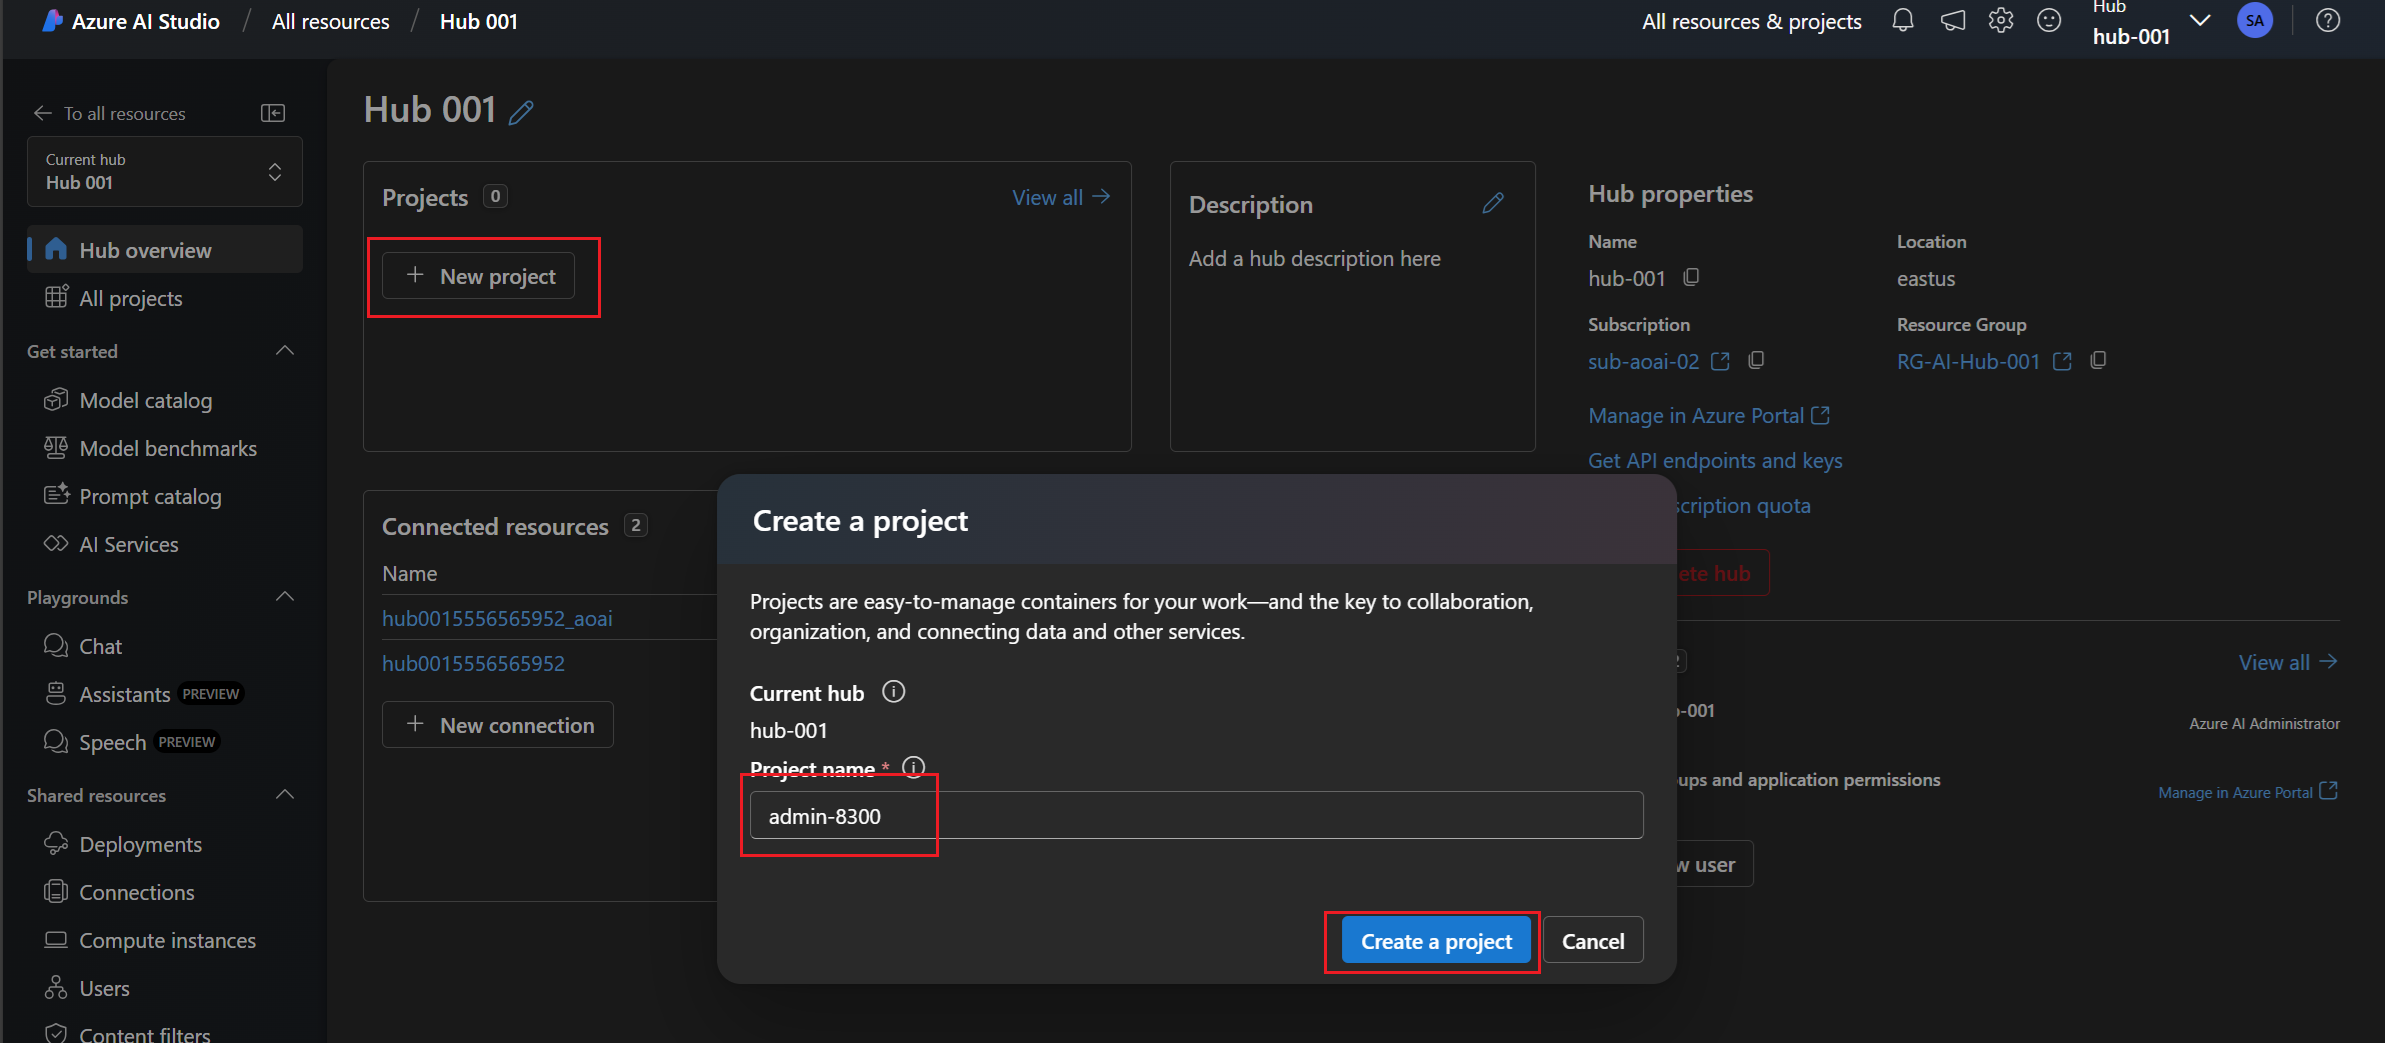 Azure AI Studio / All resources / Hub 001
All resources & projects
Hub
hub-001
SA
To all resources
Current hub
Hub 001
Hub overview
All projects
Get started
Model catalog
Model benchmarks
Prompt catalog
AI Services
Playgrounds
Chat
Assistants PREVIEW
Speech PREVIEW
Shared resources
Deployments
Connections
Compute instances
Users
Content filters
Hub 001
Projects 0
View all
+ New project
Description
Add a hub description here
Hub properties
Name
hub-001
Location
eastus
Subscription
sub-aoai-02
Resource Group
RG-AI-Hub-001
Manage in Azure Portal
Get API endpoints and keys
scription quota
ete hub
Connected resources 2
Name
hub0015556565952_aoai
hub0015556565952
+ New connection
Create a project
Projects are easy-to-manage containers for your work—and the key to collaboration,
organization, and connecting data and other services.
Current hub
hub-001
Project name *
admin-8300
Create a project
Cancel
View all
-001
Azure AI Administrator
ups and application permissions
Manage in Azure Portal
w user